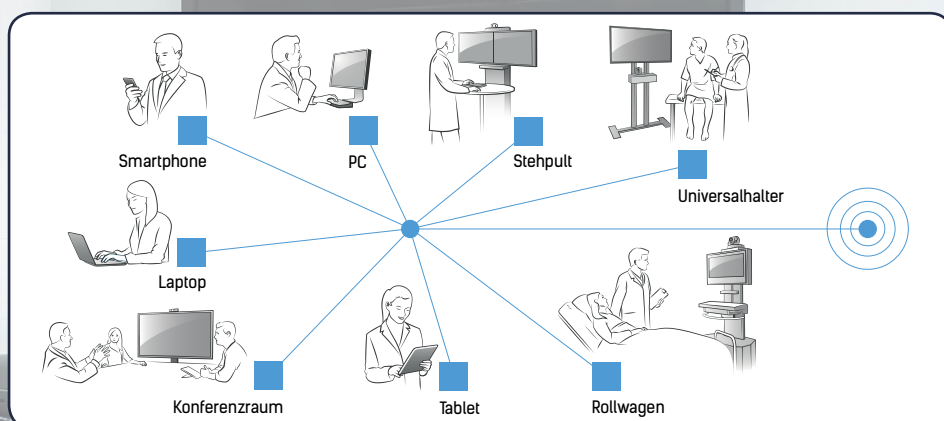 Smartphone
PC
Stehpult
Universalhalter
Laptop
Konferenzraum
Tablet
Rollwagen